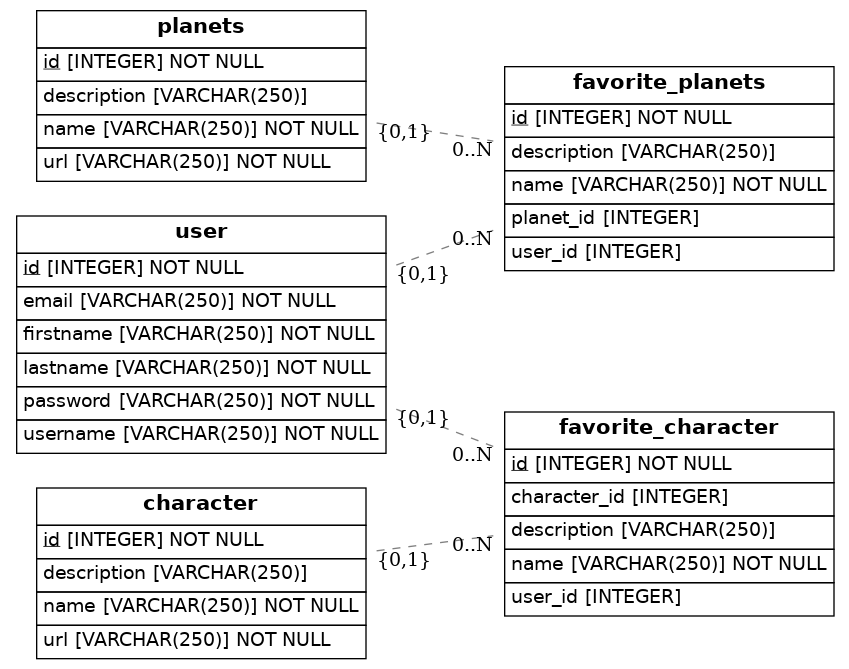 planets
id [INTEGER] NOT NULL
description [VARCHAR(250)]
name [VARCHAR(250)] NOT NULL
url [VARCHAR(250)] NOT NULL
{0,1}
0..N
favorite_planets
id [INTEGER] NOT NULL
description [VARCHAR(250)]
name [VARCHAR(250)] NOT NULL
planet_id [INTEGER]
user_id [INTEGER]
user
id [INTEGER] NOT NULL
email [VARCHAR(250)] NOT NULL
firstname [VARCHAR(250)] NOT NULL
lastname [VARCHAR(250)] NOT NULL
password [VARCHAR(250)] NOT NULL
username [VARCHAR(250)] NOT NULL
0..N
{0,1}
{0,1}
0..N
favorite_character
id [INTEGER] NOT NULL
character_id [INTEGER]
description [VARCHAR(250)]
name [VARCHAR(250)] NOT NULL
user_id [INTEGER]
character
id [INTEGER] NOT NULL
description [VARCHAR(250)]
name [VARCHAR(250)] NOT NULL
url [VARCHAR(250)] NOT NULL
0..N
{0,1}